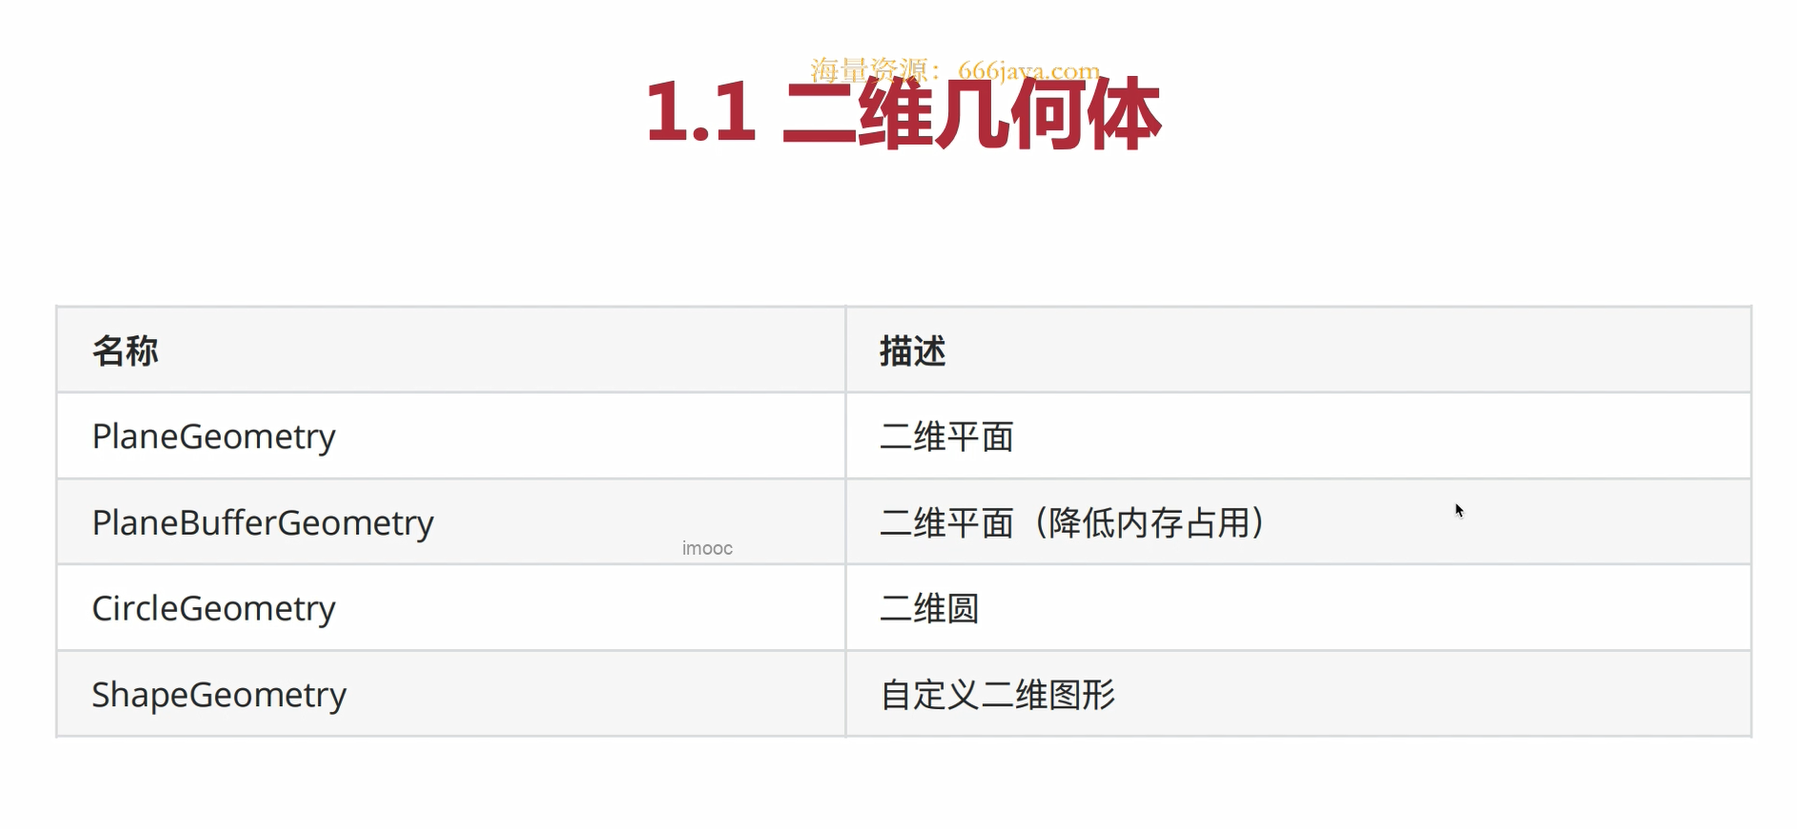 海量资源：666java.com
1.1 二维几何体
名称 描述
PlaneGeometry 二维平面
PlaneBufferGeometry 二维平面（降低内存占用）
imooc
CircleGeometry 二维圆
ShapeGeometry 自定义二维图形